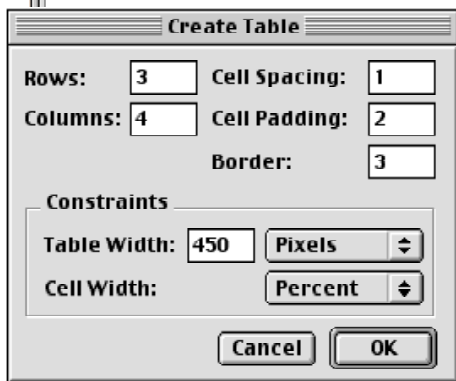 Create Table
Rows: 3 Cell Spacing: 1
Columns: 4 Cell Padding: 2
Border: 3
Constraints
Table Width: 450 Pixels
Cell Width: Percent
Cancel OK